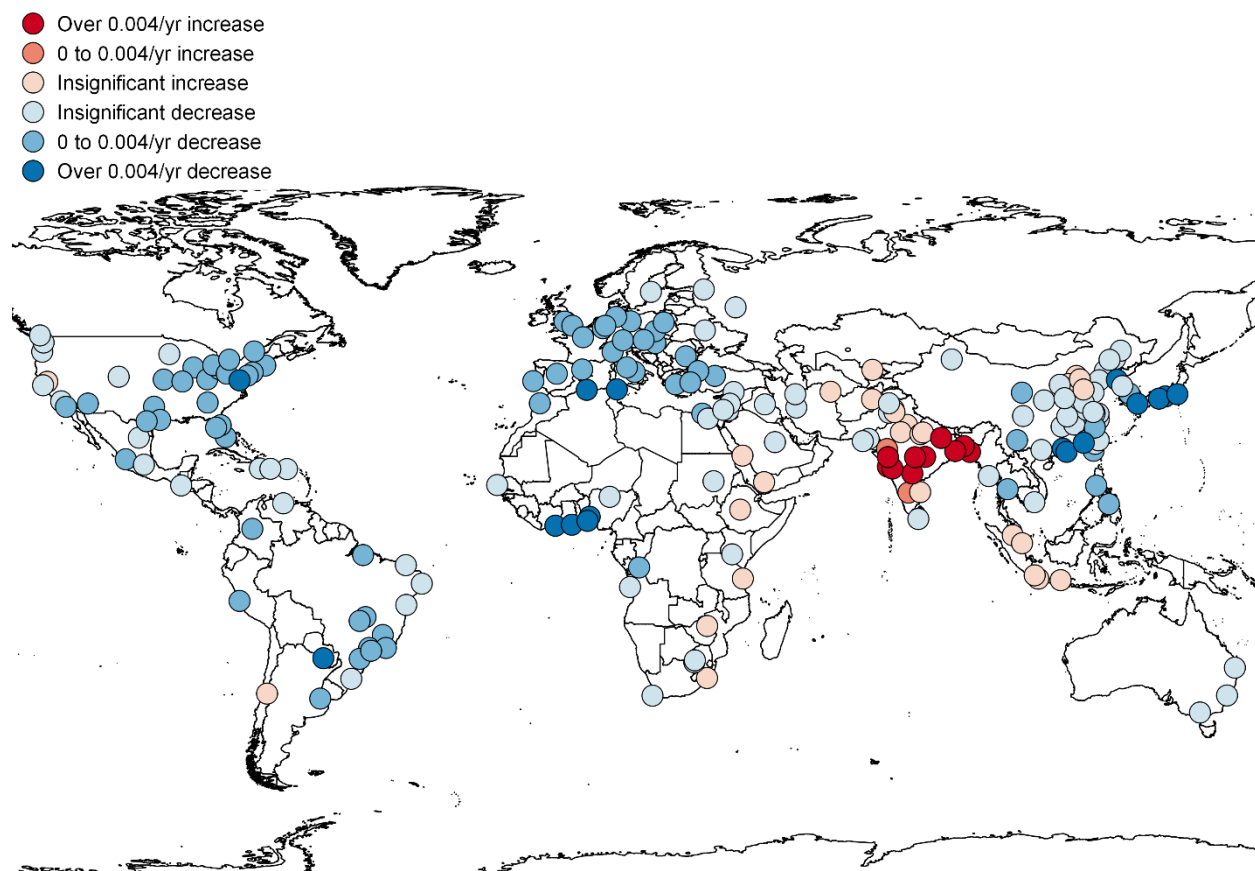 Over 0.004/yr increase
0 to 0.004/yr increase
Insignificant increase
Insignificant decrease
0 to 0.004/yr decrease
Over 0.004/yr decrease